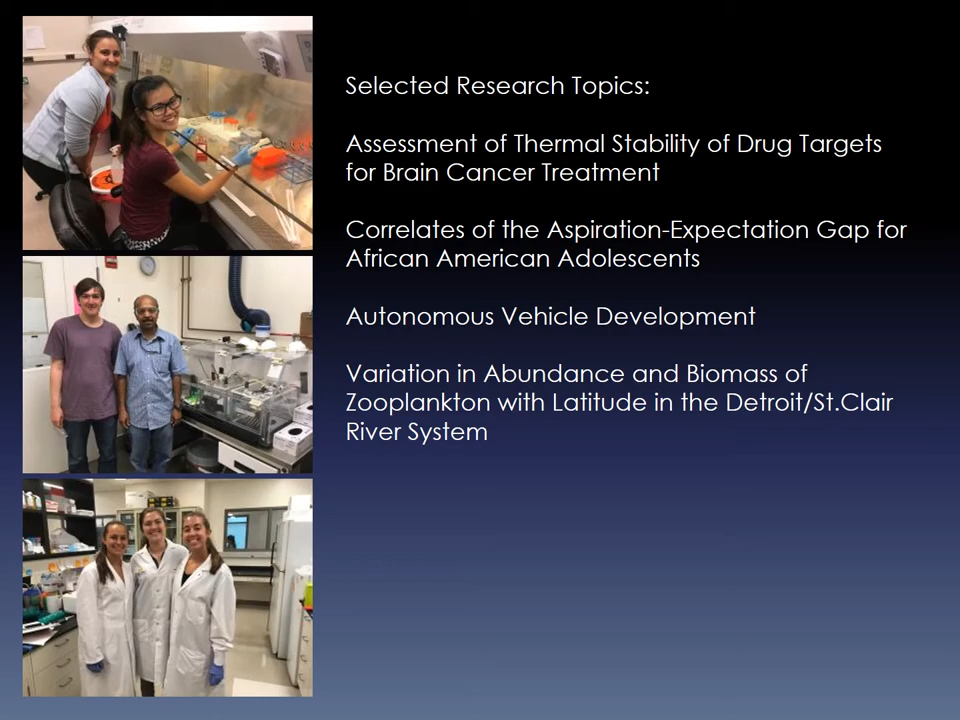 Selected Research Topics:
Assessment of Thermal Stability of Drug Targets
for Brain Cancer Treatment
Correlates of the Aspiration-Expectation Gap for
African American Adolescents
Autonomous Vehicle Development
Variation in Abundance and Biomass of
Zooplankton with Latitude in the Detroit/St.Clair
River System